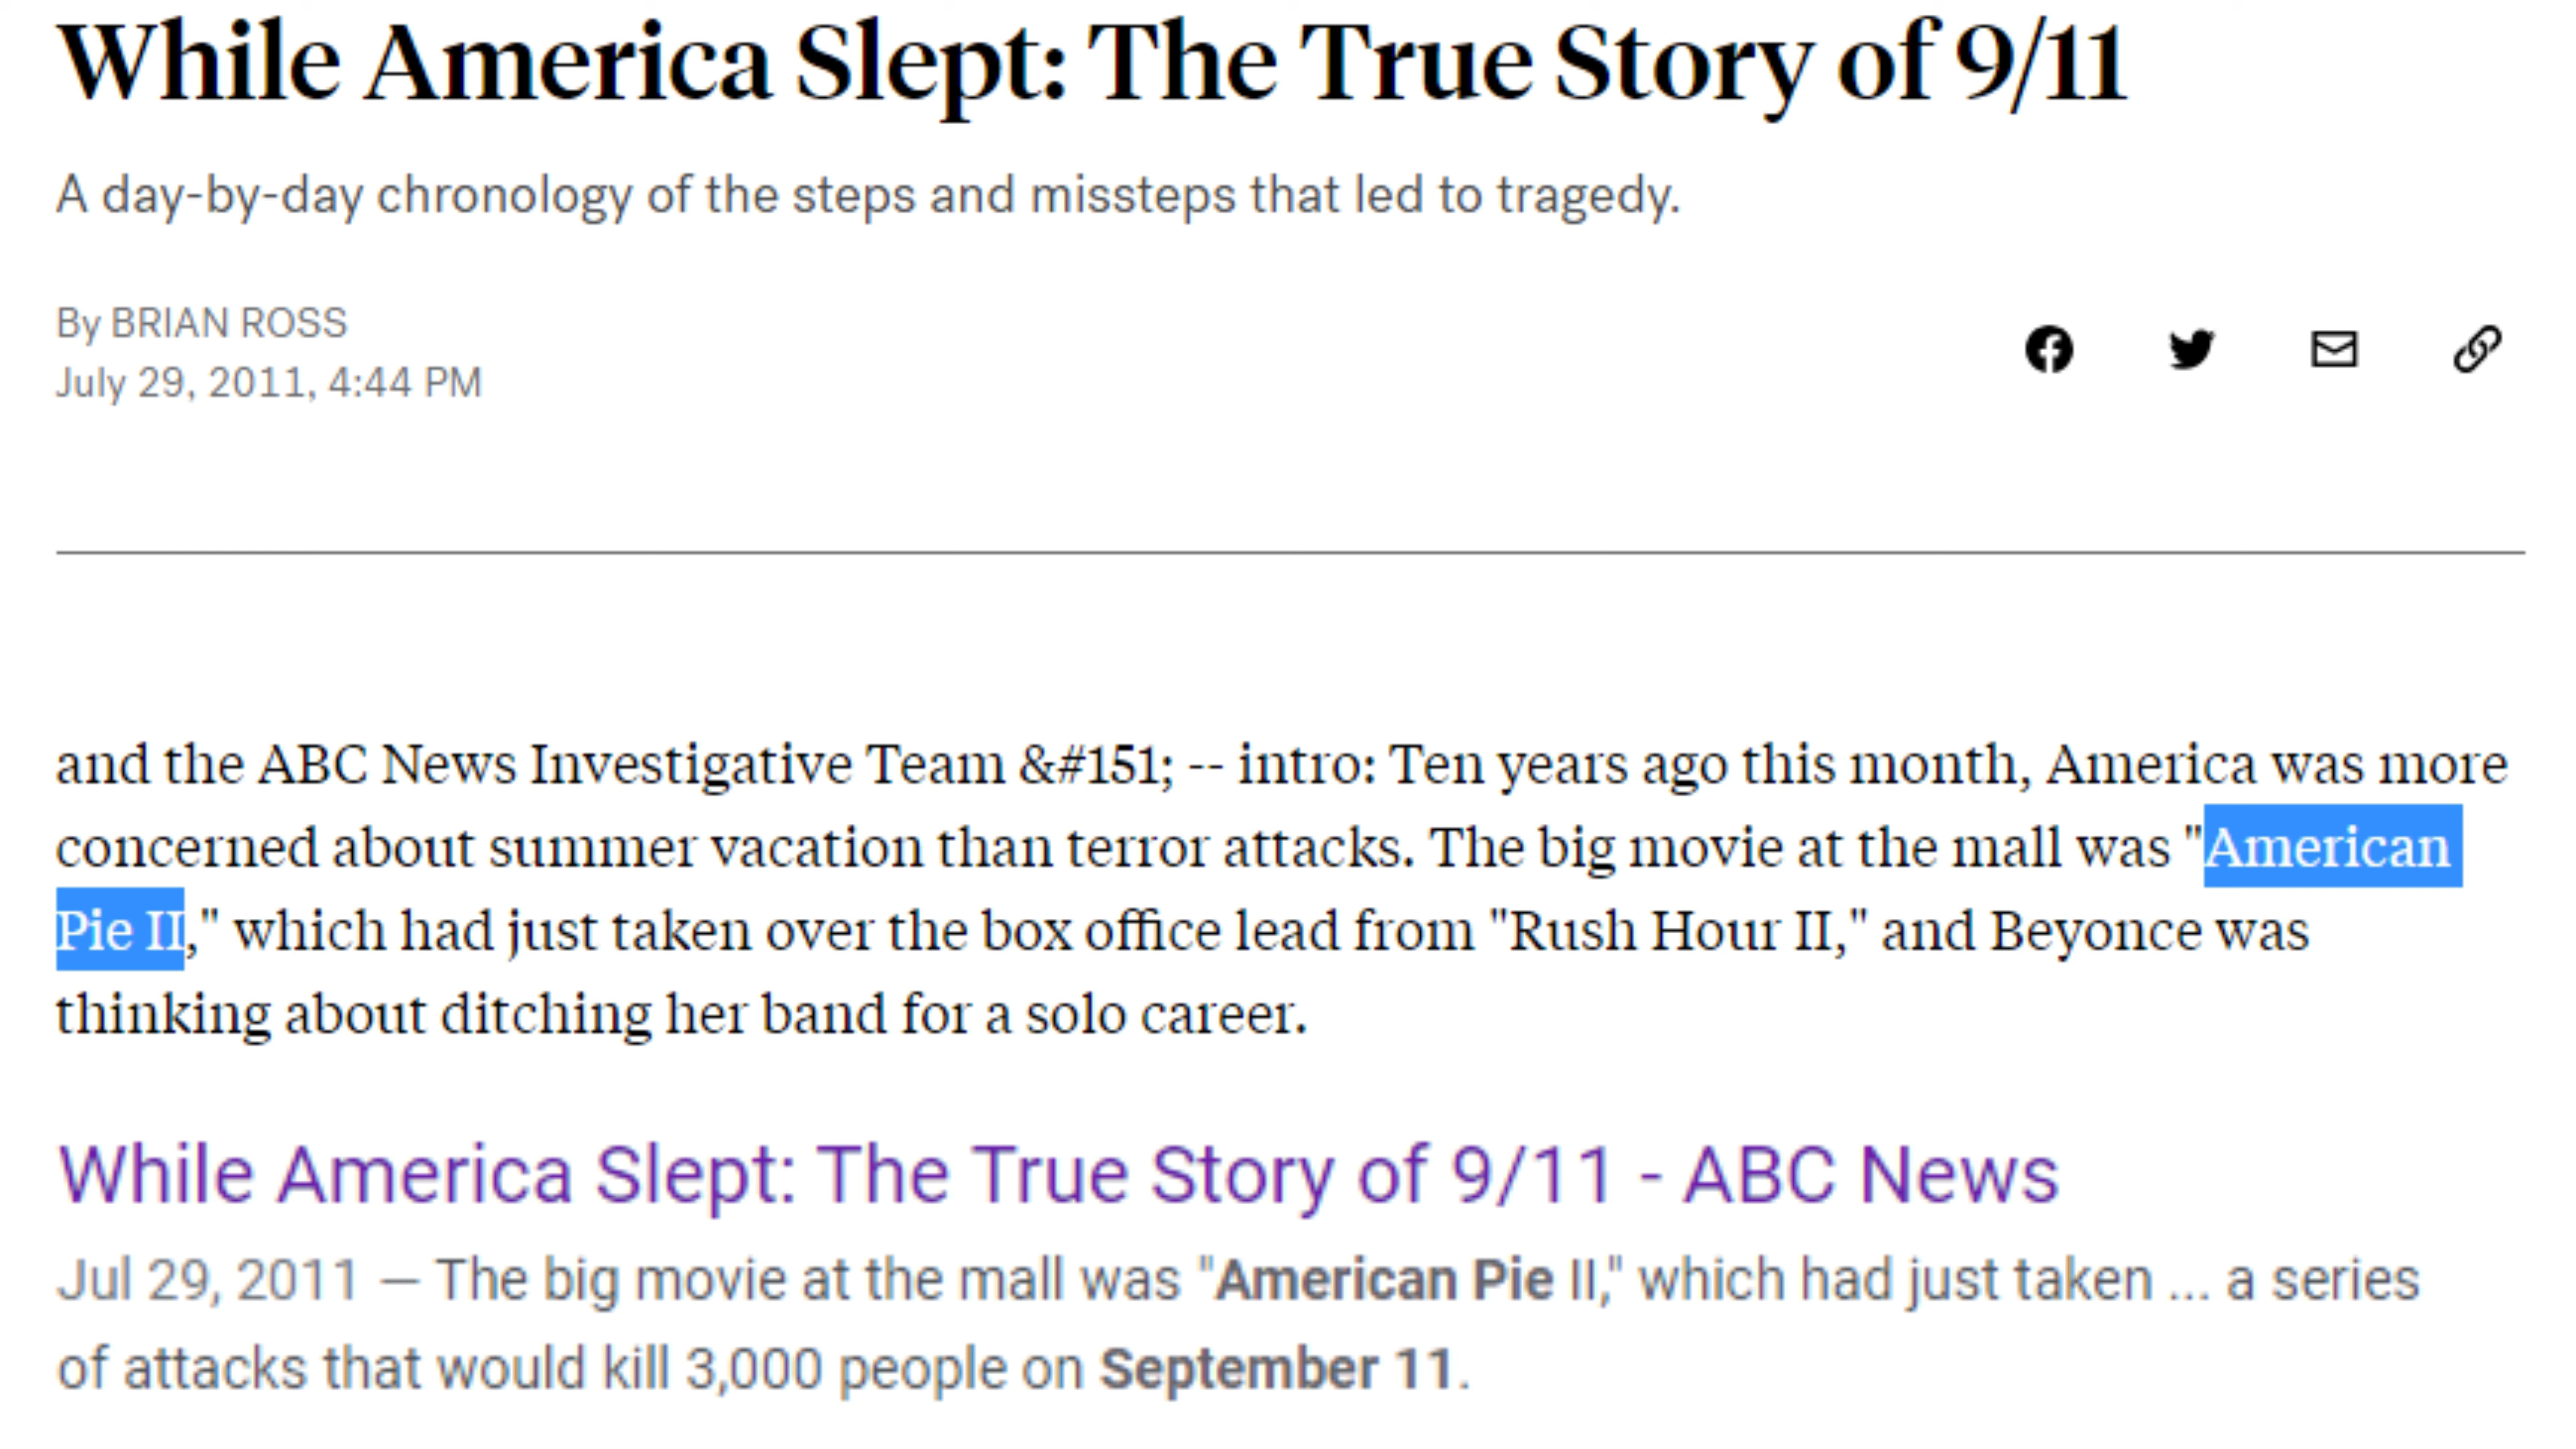 While America Slept: The True Story of 9/11
A day-by-day chronology of the steps and missteps that led to tragedy.
By BRIAN ROSS
July 29, 2011, 4:44 PM
and the ABC News Investigative Team &#151; -- intro: Ten years ago this month, America was more
concerned about summer vacation than terror attacks. The big movie at the mall was "American
Pie II," which had just taken over the box office lead from "Rush Hour II," and Beyonce was
thinking about ditching her band for a solo career.
While America Slept: The True Story of 9/11 - ABC News
Jul 29, 2011 — The big movie at the mall was "American Pie II," which had just taken ... a series
of attacks that would kill 3,000 people on September 11.